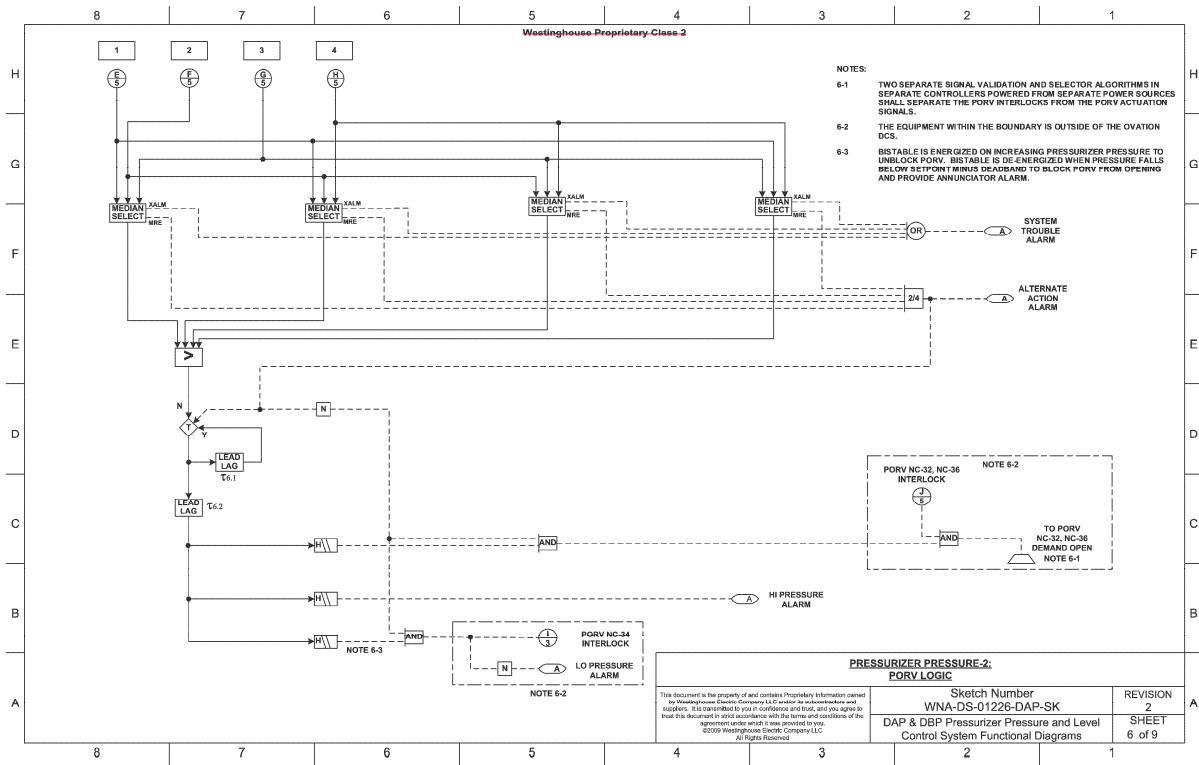 8 7 6 5 4 3 2 1
Westinghouse Proprietary Class 2
1 2 3 4
H H
E 5 F 5 G 5 H 5
NOTES:
6-1 TWO SEPARATE SIGNAL VALIDATION AND SELECTOR ALGORITHMS IN
SEPARATE CONTROLLERS POWERED FROM SEPARATE POWER SOURCES
SHALL SEPARATE THE PORV INTERLOCKS FROM THE PORV ACTUATION
SIGNALS.
6-2 THE EQUIPMENT WITHIN THE BOUNDARY IS OUTSIDE OF THE OVATION
DCS.
6-3 BISTABLE IS ENERGIZED ON INCREASING PRESSURIZER PRESSURE TO
UNBLOCK PORV. BISTABLE IS DE-ENERGIZED WHEN PRESSURE FALLS
BELOW SETPOINT MINUS DEADBAND TO BLOCK PORV FROM OPENING
AND PROVIDE ANNUNCIATOR ALARM.
G G
MEDIAN
SELECT
XALM
MRE
MEDIAN
SELECT
XALM
MRE
MEDIAN
SELECT
XALM
MRE
MEDIAN
SELECT
XALM
MRE
F F
OR
A
SYSTEM
TROUBLE
ALARM
2/4
A
ALTERNATE
ACTION
ALARM
E E
>
N
T
Y
N
D D
LEAD
LAG
τ6.1
LEAD
LAG
τ6.2
NOTE 6-2
PORV NC-32, NC-36
INTERLOCK
C C
H
AND
AND
TO PORV
NC-32, NC-36
DEMAND OPEN
NOTE 6-1
B B
H
A
HI PRESSURE
ALARM
H
NOTE 6-3
AND
I 3
PORV NC-34
INTERLOCK
N
A
LO PRESSURE
ALARM
NOTE 6-2
A A
PRESSURIZER PRESSURE-2:
PORV LOGIC
This document is the property of and contains Proprietary Information owned
by Westinghouse Electric Company LLC and/or its subcontractors and
suppliers. It is transmitted to you in confidence and trust, and you agree to
treat this document in strict accordance with the terms and conditions of the
agreement under which it was provided to you.
©2009 Westinghouse Electric Company LLC
All Rights Reserved
Sketch Number
WNA-DS-01226-DAP-SK
REVISION
2
DAP & DBP Pressurizer Pressure and Level
Control System Functional Diagrams
SHEET
6 of 9
8 7 6 5 4 3 2 1